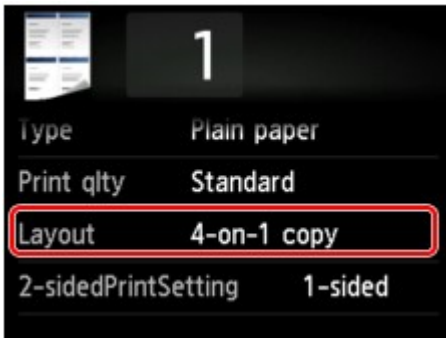 1
Type Plain paper
Print qlty Standard
Layout 4-on-1 copy
2-sidedPrintSetting 1-sided